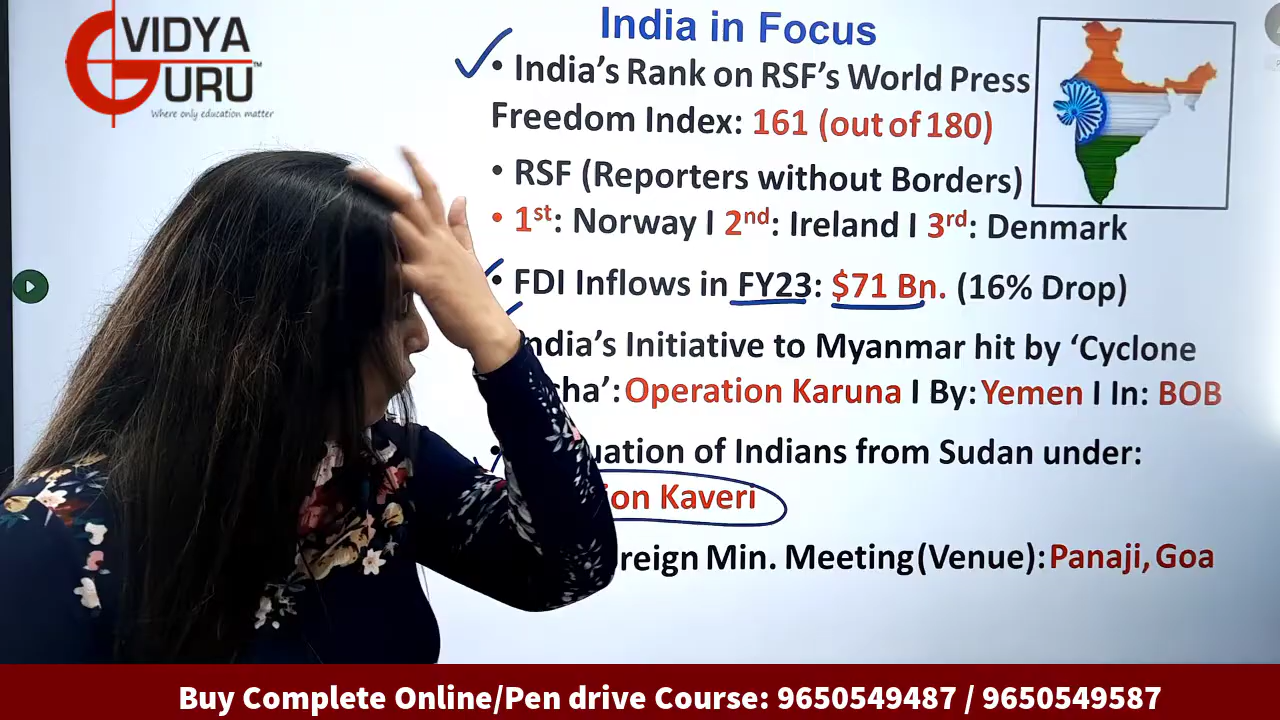 VIDYA
GURU™
Where only education matter
India in Focus
• India's Rank on RSF's World Press
Freedom Index: 161 (out of 180)
• RSF (Reporters without Borders)
• 1st: Norway I 2nd: Ireland I 3rd: Denmark
• FDI Inflows in FY23: $71 Bn. (16% Drop)
ndia's Initiative to Myanmar hit by 'Cyclone
cha': Operation Karuna I By: Yemen I In: BOB
uation of Indians from Sudan under:
ion Kaveri
reign Min. Meeting (Venue): Panaji, Goa
Buy Complete Online/Pen drive Course: 9650549487 / 9650549587